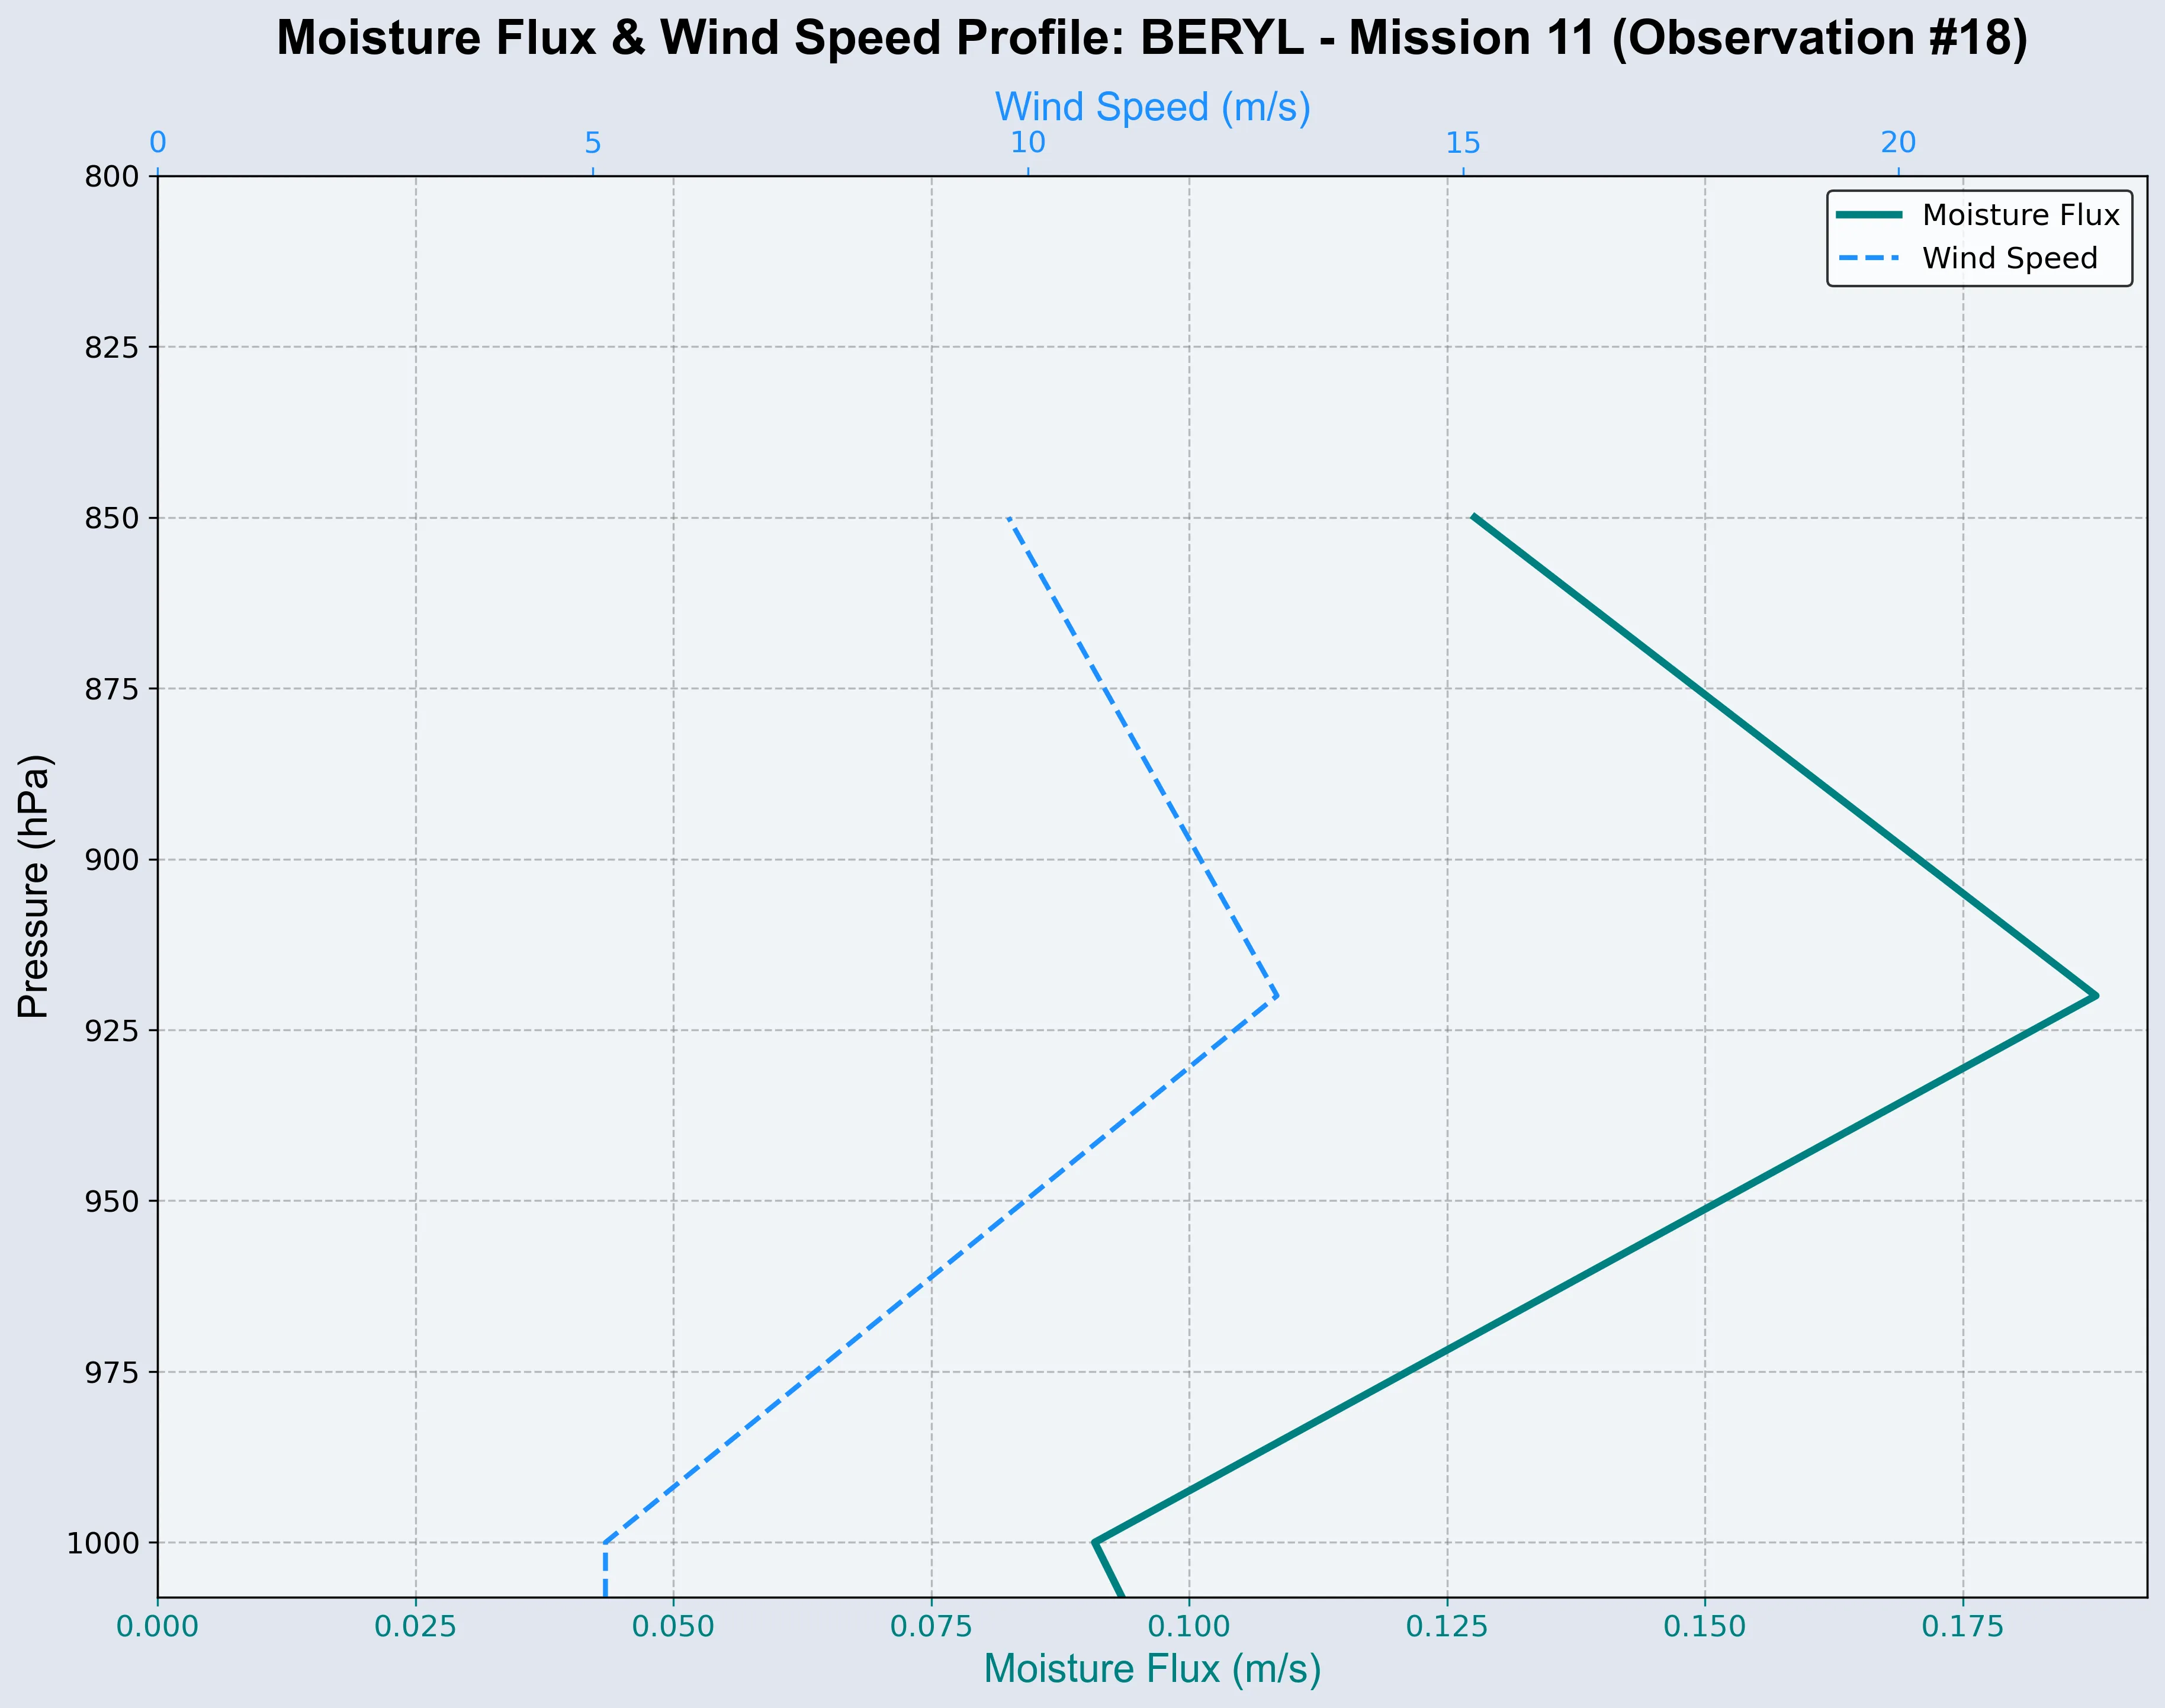 Moisture Flux & Wind Speed Profile: BERYL - Mission 11 (Observation #18)
Wind Speed (m/s)
0 5 10 15 20
Moisture Flux
Wind Speed
Pressure (hPa)
800
825
850
875
900
925
950
975
1000
0.000 0.025 0.050 0.075 0.100 0.125 0.150 0.175
Moisture Flux (m/s)